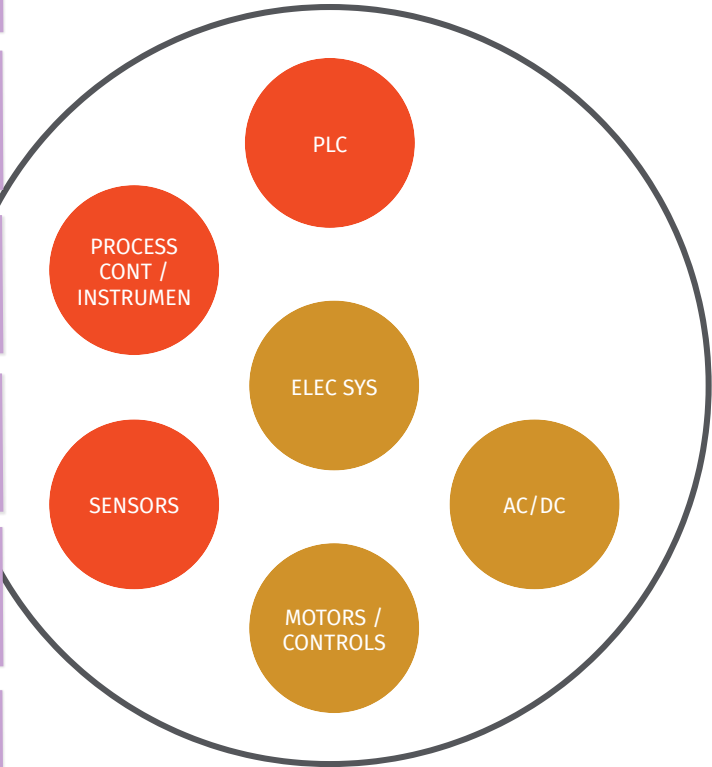 PLC
PROCESS
CONT /
INSTRUMEN
ELEC SYS
SENSORS
AC/DC
MOTORS /
CONTROLS